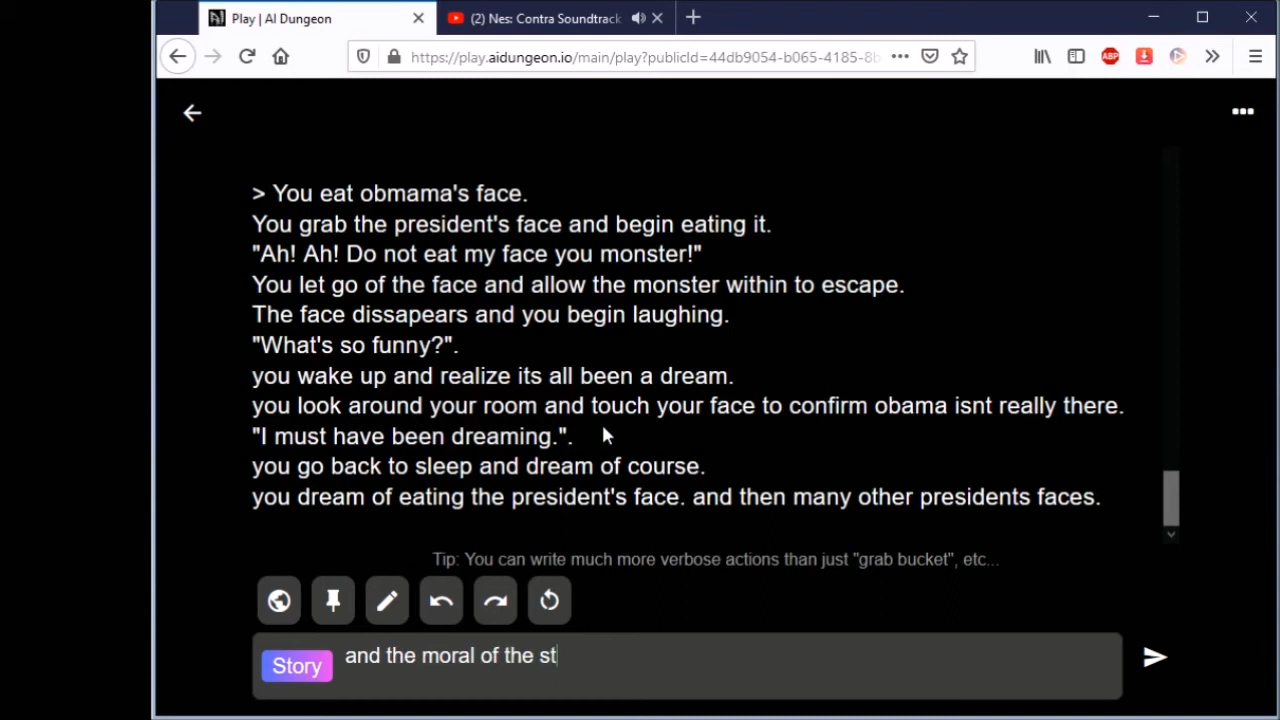 Play | AI Dungeon
(2) Nes: Contra Soundtrack
https://play.aidungeon.io/main/play?publicId=44db9054-b065-4185-8b
ABP
> You eat obmama's face.
You grab the president's face and begin eating it.
"Ah! Ah! Do not eat my face you monster!"
You let go of the face and allow the monster within to escape.
The face dissapears and you begin laughing.
"What's so funny?".
you wake up and realize its all been a dream.
you look around your room and touch your face to confirm obama isnt really there.
"I must have been dreaming.".
you go back to sleep and dream of course.
you dream of eating the president's face. and then many other presidents faces.
Tip: You can write much more verbose actions than just "grab bucket", etc...
Story and the moral of the st